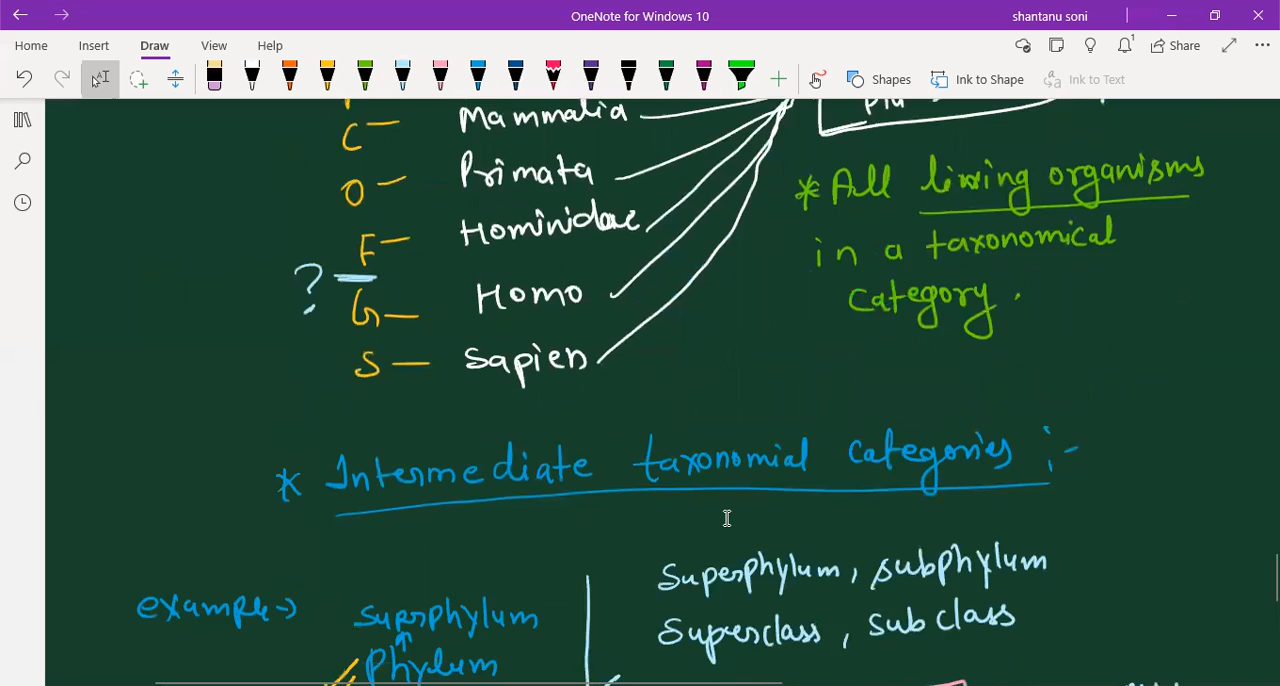 OneNote for Windows 10
shantanu soni
Home Insert Draw View Help
Share
Shapes
Ink to Shape
Ink to Text
C — Mammalia
O — Primata
F — Hominidae
?
G — Homo
S — Sapien
* All living organisms
in a taxonomical
category.
* Intermediate taxonomial categories :-
example → superphylum
Phylum
Superphylum, subphylum
Superclass, subclass